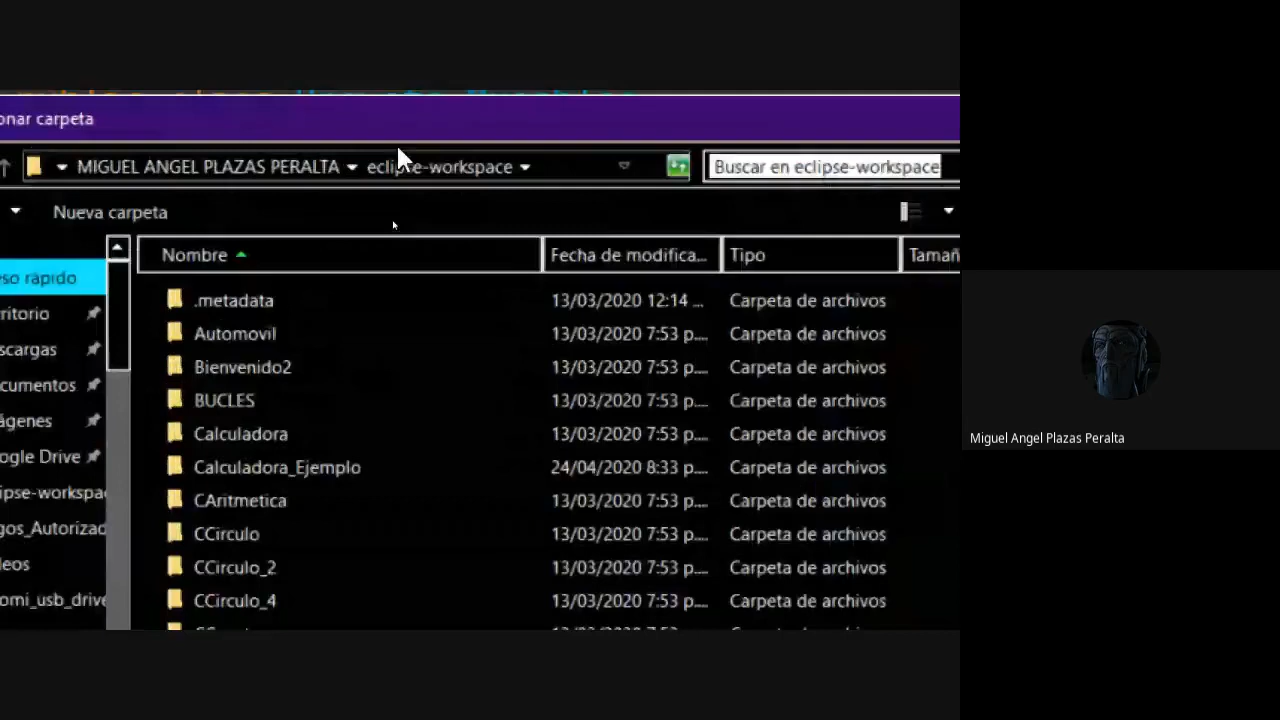 onar carpeta
MIGUEL ANGEL PLAZAS PERALTA eclipse-workspace Buscar en eclipse-workspace
Nueva carpeta
Nombre Fecha de modifica... Tipo Tamañ
eso rápido
ritorio
scargas
cumentos
ágenes
ogle Drive
ipse-workspa
gos_Autorizad
deos
omi_usb_drive
.metadata 13/03/2020 12:14 ... Carpeta de archivos
Automovil 13/03/2020 7:53 p.... Carpeta de archivos
Bienvenido2 13/03/2020 7:53 p.... Carpeta de archivos
BUCLES 13/03/2020 7:53 p.... Carpeta de archivos
Calculadora 13/03/2020 7:53 p.... Carpeta de archivos
Calculadora_Ejemplo 24/04/2020 8:33 p.... Carpeta de archivos
CAritmetica 13/03/2020 7:53 p.... Carpeta de archivos
CCirculo 13/03/2020 7:53 p.... Carpeta de archivos
CCirculo_2 13/03/2020 7:53 p.... Carpeta de archivos
CCirculo_4 13/03/2020 7:53 p.... Carpeta de archivos
Miguel Angel Plazas Peralta